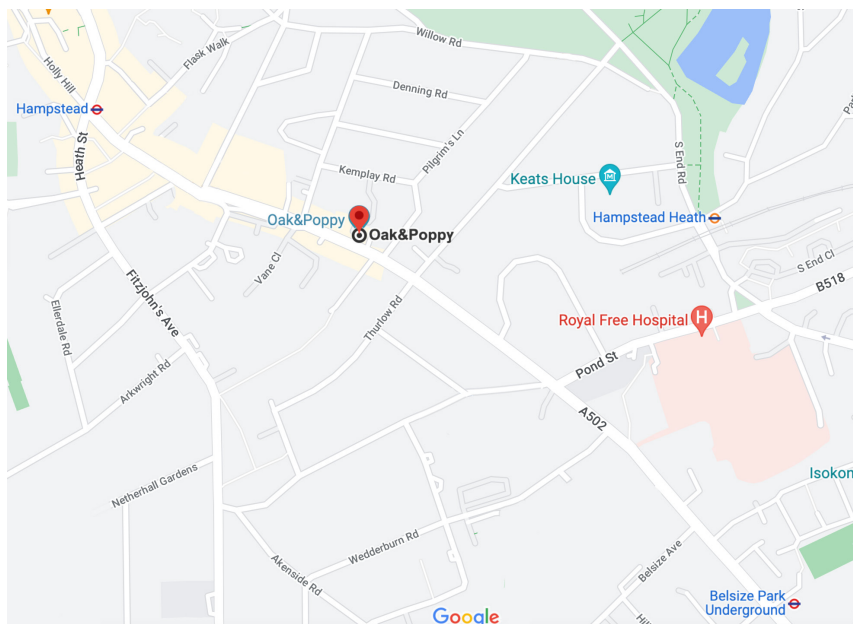 Willow Rd
Flask Walk
Holly Hill
Denning Rd
Hampstead
Heath St
Pilgrim's Ln
S End Rd
Kemplay Rd
Keats House
Oak&Poppy
Oak&Poppy
Hampstead Heath
Vane Cl
S End Cl
B518
Fitzjohn's Ave
Ellerdale Rd
Thurlow Rd
Royal Free Hospital
H
Arkwright Rd
Pond St
A502
Netherhall Gardens
Isokon
Wedderburn Rd
Belsize Ave
Akenside Rd
Belsize Park
Underground
Google